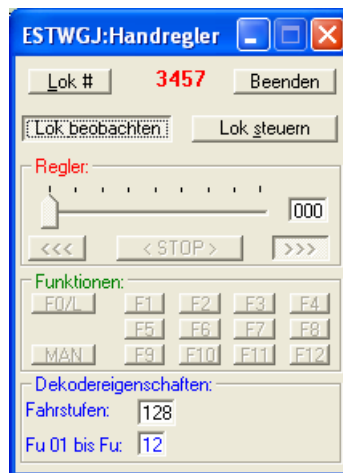 ESTWGJ:Handregler
Lok # 3457 Beenden
Lok beobachten Lok steuern
Regler:
000
<<< < STOP > >>>
Funktionen:
F0/L F1 F2 F3 F4
F5 F6 F7 F8
MAN F9 F10 F11 F12
Dekodereigenschaften:
Fahrstufen: 128
Fu 01 bis Fu: 12